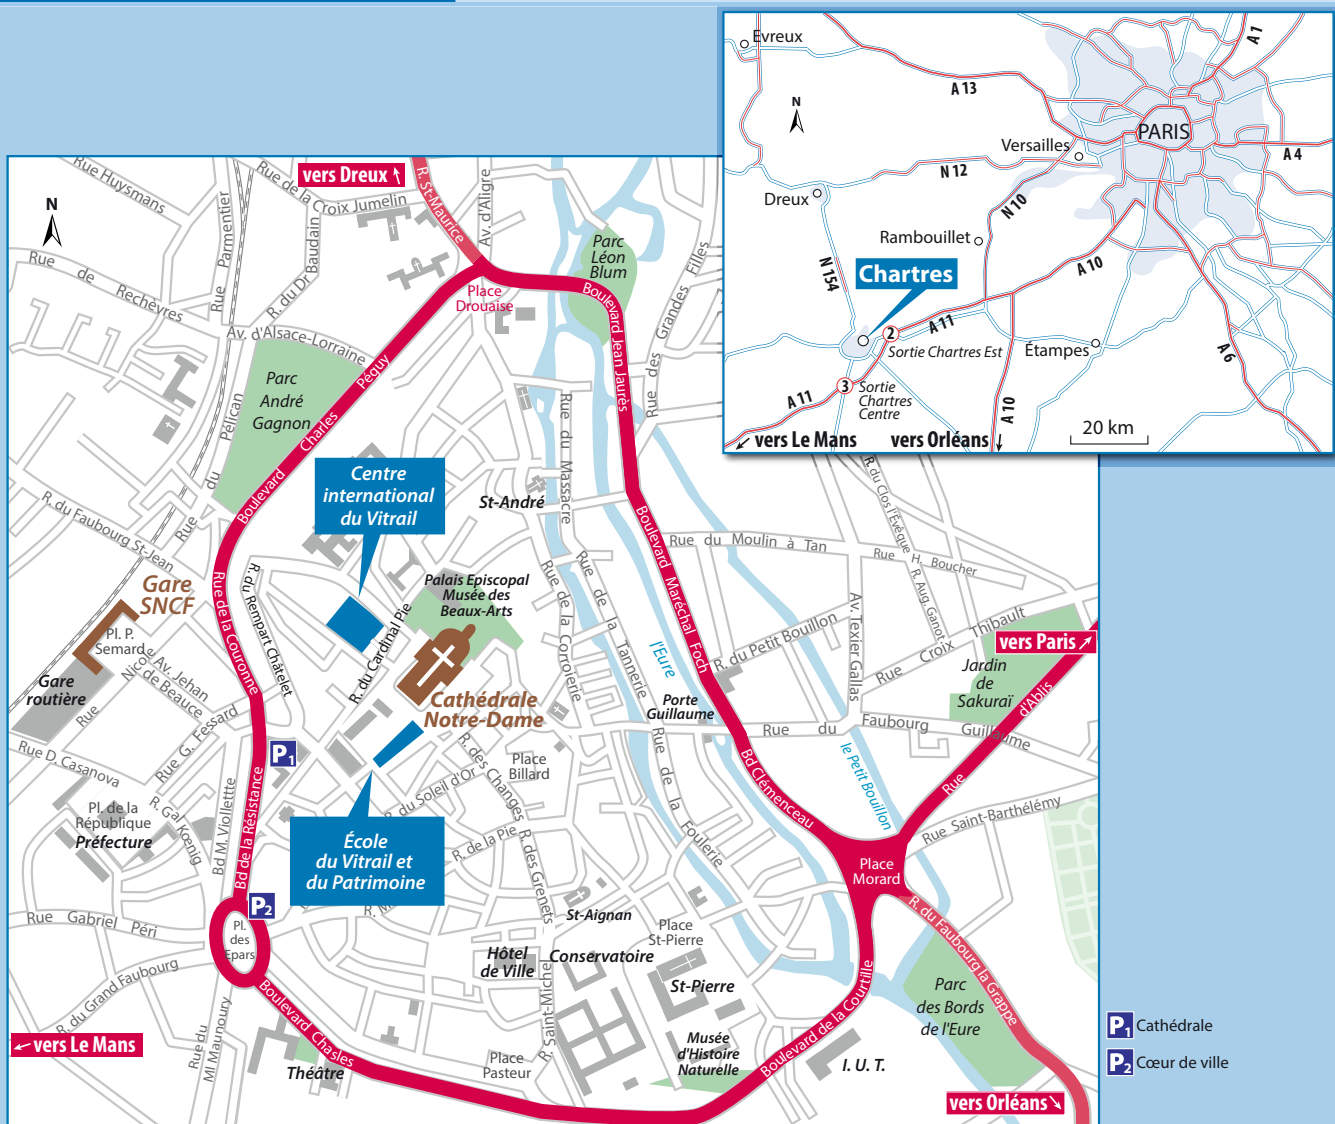 Evreux
A 1
A 13
N
PARIS
Versailles
A 4
N 12
Dreux
N 10
Rambouillet
A 10
N 154
Chartres
2
A 11
Sortie Chartres Est
Étampes
A 6
3
Sortie
Chartres
Centre
A 11
A 10
20 km
vers Le Mans
vers Orléans
Rue Huysmans
vers Dreux
R. St-Maurice
Rue de la Croix Jumelin
Av. d'Aligre
N
Rue Parmentier
R. du Dr Baudain
Rue de Rechèvres
Parc
Léon
Blum
Rue des Grandes Filles
Place
Drouaise
Boulevard Jean Jaurès
Av. d'Alsace-Lorraine
Parc
André
Gagnon
Boulevard Charles Péguy
Rue du Pélican
Rue du Massacre
Centre
international
du Vitrail
St-André
R. du Clos l'Évêque
R. du Faubourg St-Jean
Boulevard Maréchal Foch
Rue du Moulin à Tan
Rue H. Boucher
R. Aug. Ganot
Gare
SNCF
Rue de la Couronne
R. du Rempart Châtelet
Palais Episcopal
Musée des
Beaux-Arts
Rue de la Corroierie
Rue de la Tannerie
Av. Texier Gallas
Rue Croix Thibault
vers Paris
Pl. P.
Semard
R. du Cardinal Pie
l'Eure
R. du Petit Bouillon
Jardin
de
Sakuraï
Gare
routière
Nicole
Av. Jehan
de Beauce
Cathédrale
Notre-Dame
Porte
Guillaume
Rue d'Ablis
Rue
Rue G. Fessard
Rue du Faubourg Guillaume
Rue D. Casanova
P1
R. des Changes
Place
Billard
Rue de la Foulerie
Bd Clémenceau
le Petit Bouillon
Pl. de la
République
Préfecture
R. Gal Kœnig
Bd M. Viollettte
Bd de la Résistance
R. du Soleil d'Or
École
du Vitrail et
du Patrimoine
R. de la Pie
R. des Grenets
Rue Saint-Barthélémy
Place
Morard
P2
R. M
Rue Gabriel Péri
Pl.
des
Epars
St-Aignan
Place
St-Pierre
R. du Faubourg la Grappe
Hôtel
de Ville
Conservatoire
St-Pierre
R. du Grand Faubourg
Boulevard Chasles
R. Saint-Michel
Parc
des Bords
de l'Eure
Boulevard de la Courtille
P1 Cathédrale
vers Le Mans
Rue du
Ml Maunoury
Théâtre
Place
Pasteur
Musée
d'Histoire
Naturelle
I. U. T.
P2 Cœur de ville
vers Orléans